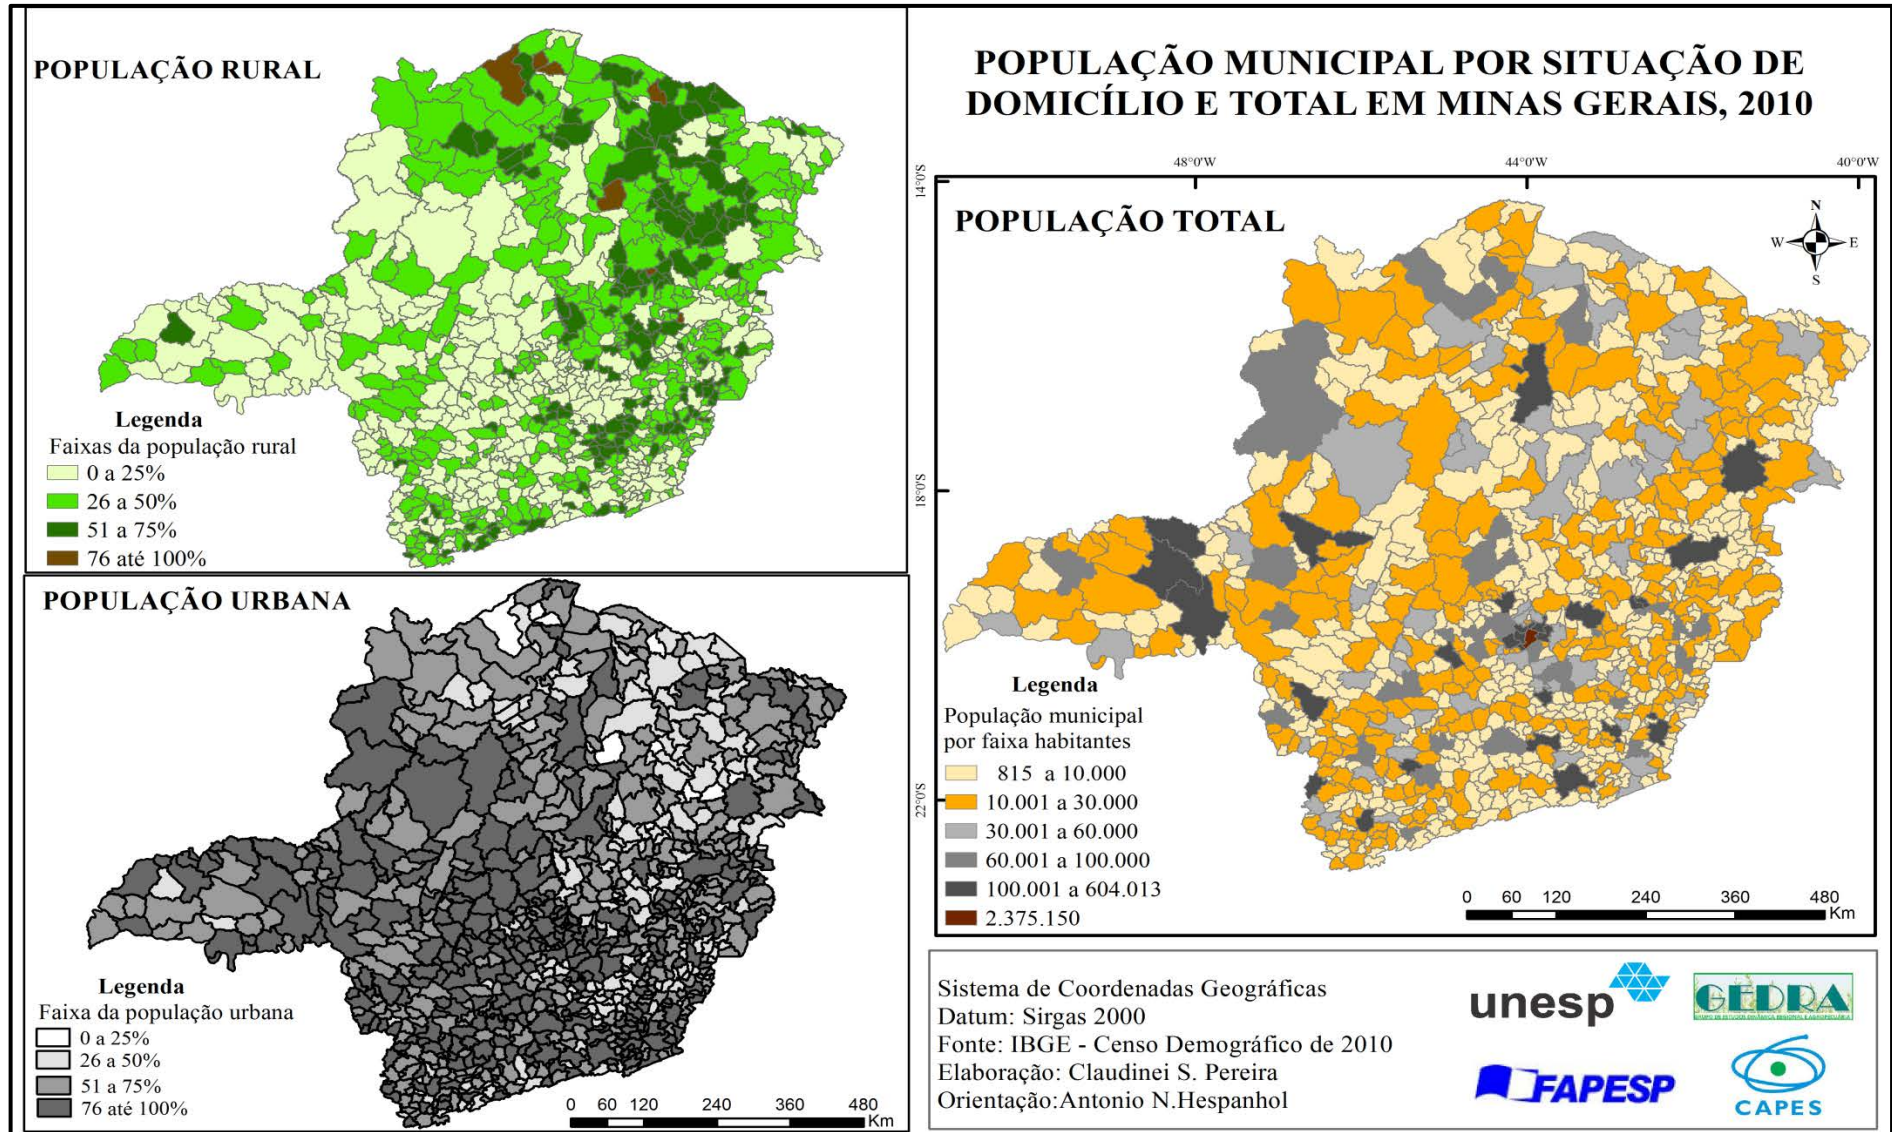 POPULAÇÃO RURAL
Legenda
Faixas da população rural
0 a 25%
26 a 50%
51 a 75%
76 até 100%
POPULAÇÃO URBANA
Legenda
Faixa da população urbana
0 a 25%
26 a 50%
51 a 75%
76 até 100%
0 60 120 240 360 480
Km
POPULAÇÃO MUNICIPAL POR SITUAÇÃO DE
DOMICÍLIO E TOTAL EM MINAS GERAIS, 2010
48°0'W 44°0'W 40°0'W
14°0'S
18°0'S
22°0'S
POPULAÇÃO TOTAL
N
W E
S
Legenda
População municipal
por faixa habitantes
815 a 10.000
10.001 a 30.000
30.001 a 60.000
60.001 a 100.000
100.001 a 604.013
2.375.150
0 60 120 240 360 480
Km
Sistema de Coordenadas Geográficas
Datum: Sirgas 2000
Fonte: IBGE - Censo Demográfico de 2010
Elaboração: Claudinei S. Pereira
Orientação:Antonio N.Hespanhol
unesp
GEDRA
FAPESP
CAPES